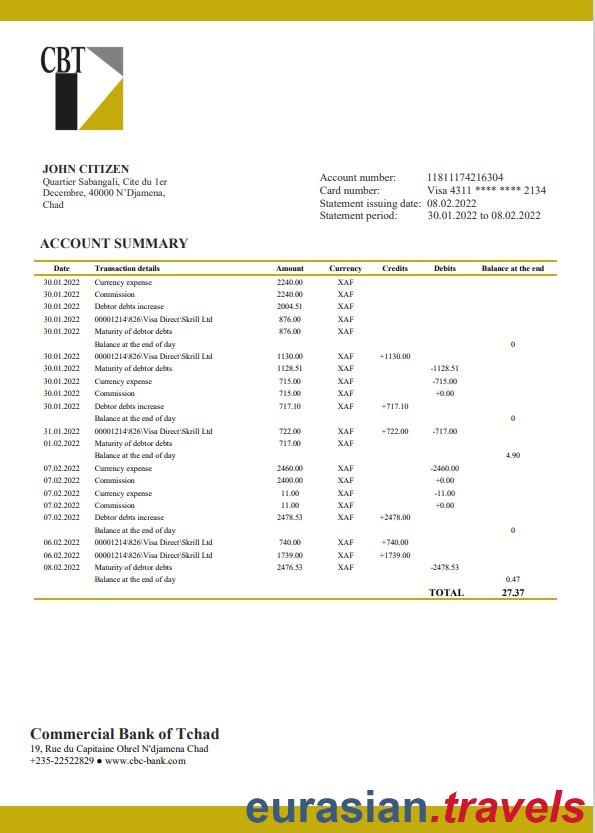 CBT
JOHN CITIZEN
Quartier Sabangali, Cite du 1er
Decembre, 40000 N'Djamena,
Chad
Account number: 11811174216304
Card number: Visa 4311 **** **** 2134
Statement issuing date: 08.02.2022
Statement period: 30.01.2022 to 08.02.2022
ACCOUNT SUMMARY
Date Transaction details Amount Currency Credits Debits Balance at the end
30.01.2022 Currency expense 2240.00 XAF
30.01.2022 Commission 2240.00 XAF
30.01.2022 Debtor debts increase 2004.51 XAF
30.01.2022 00001214\826\Visa Direct\Skrill Ltd 876.00 XAF
30.01.2022 Maturity of debtor debts 876.00 XAF
Balance at the end of day 0
30.01.2022 00001214\826\Visa Direct\Skrill Ltd 1130.00 XAF +1130.00
30.01.2022 Maturity of debtor debts 1128.51 XAF -1128.51
30.01.2022 Currency expense 715.00 XAF -715.00
30.01.2022 Commission 715.00 XAF +0.00
30.01.2022 Debtor debts increase 717.10 XAF +717.10
Balance at the end of day 0
31.01.2022 00001214\826\Visa Direct\Skrill Ltd 722.00 XAF +722.00 -717.00
01.02.2022 Maturity of debtor debts 717.00 XAF
Balance at the end of day 4.90
07.02.2022 Currency expense 2460.00 XAF -2460.00
07.02.2022 Commission 2400.00 XAF +0.00
07.02.2022 Currency expense 11.00 XAF -11.00
07.02.2022 Commission 11.00 XAF +0.00
07.02.2022 Debtor debts increase 2478.53 XAF +2478.00
Balance at the end of day 0
06.02.2022 00001214\826\Visa Direct\Skrill Ltd 740.00 XAF +740.00
06.02.2022 00001214\826\Visa Direct\Skrill Ltd 1739.00 XAF +1739.00
08.02.2022 Maturity of debtor debts 2476.53 XAF -2478.53
Balance at the end of day 0.47
TOTAL 27.37
Commercial Bank of Tchad
19, Rue du Capitaine Ohrel N'djamena Chad
+235-22522829 ● www.cbc-bank.com
eurasian.travels